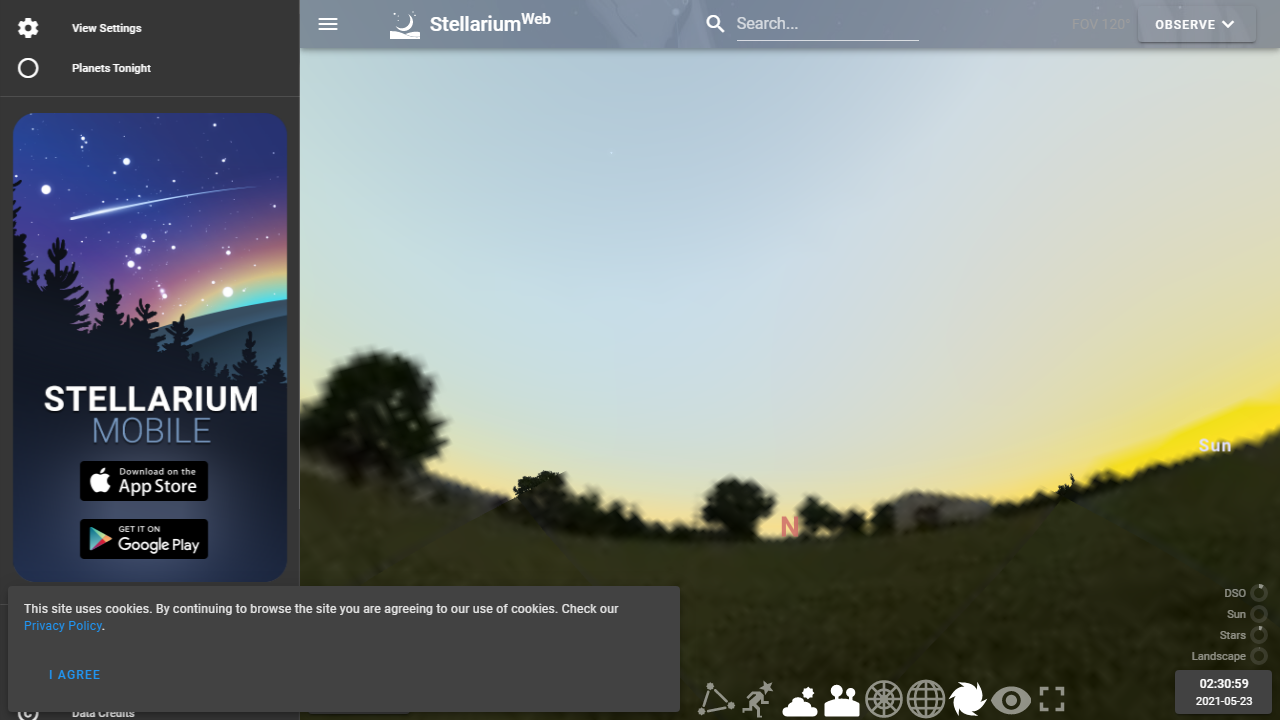 View Settings
Planets Tonight
STELLARIUM
MOBILE
Download on the
App Store
GET IT ON
Google Play
This site uses cookies. By continuing to browse the site you are agreeing to our use of cookies. Check our
Privacy Policy.
I AGREE
Data Credits
StellariumWeb
Search...
FOV 120°
OBSERVE
Sun
N
DSO
Sun
Stars
Landscape
02:30:59
2021-05-23